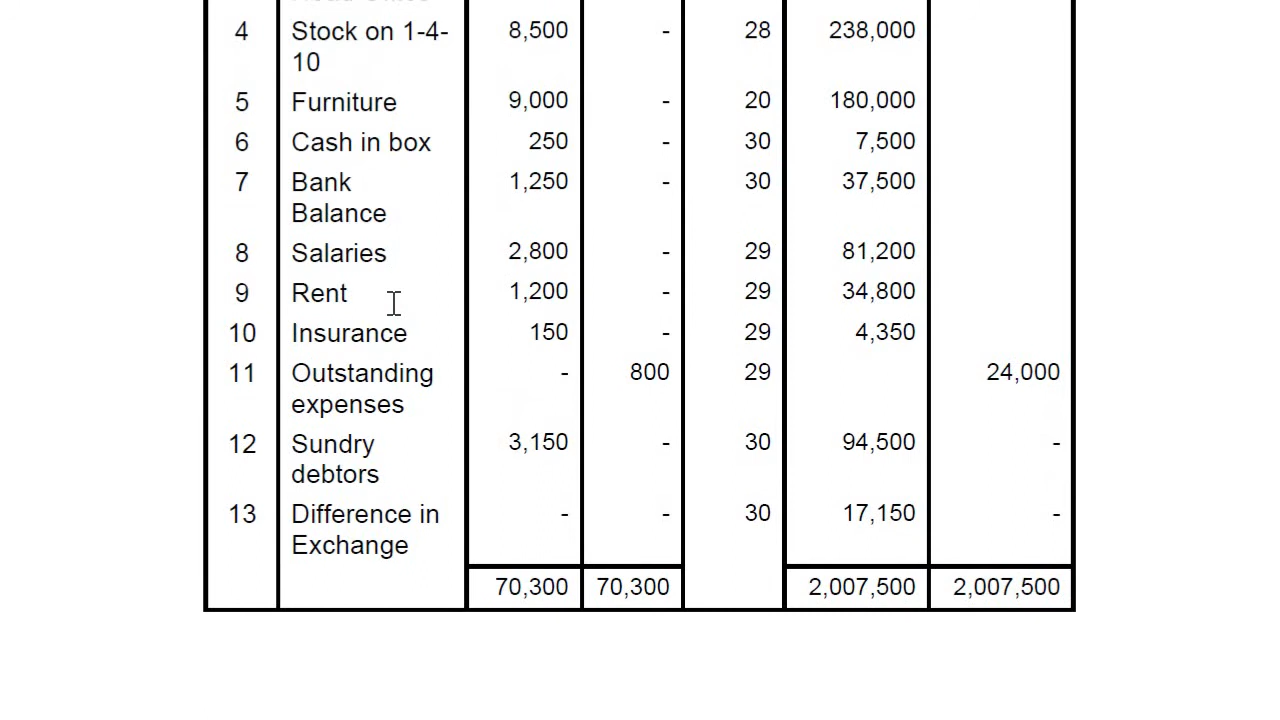 4 Stock on 1-4- 8,500 - 28 238,000
10
5 Furniture 9,000 - 20 180,000
6 Cash in box 250 - 30 7,500
7 Bank 1,250 - 30 37,500
Balance
8 Salaries 2,800 - 29 81,200
9 Rent 1,200 - 29 34,800
10 Insurance 150 - 29 4,350
11 Outstanding - 800 29 24,000
expenses
12 Sundry 3,150 - 30 94,500 -
debtors
13 Difference in - - 30 17,150 -
Exchange
70,300 70,300 2,007,500 2,007,500